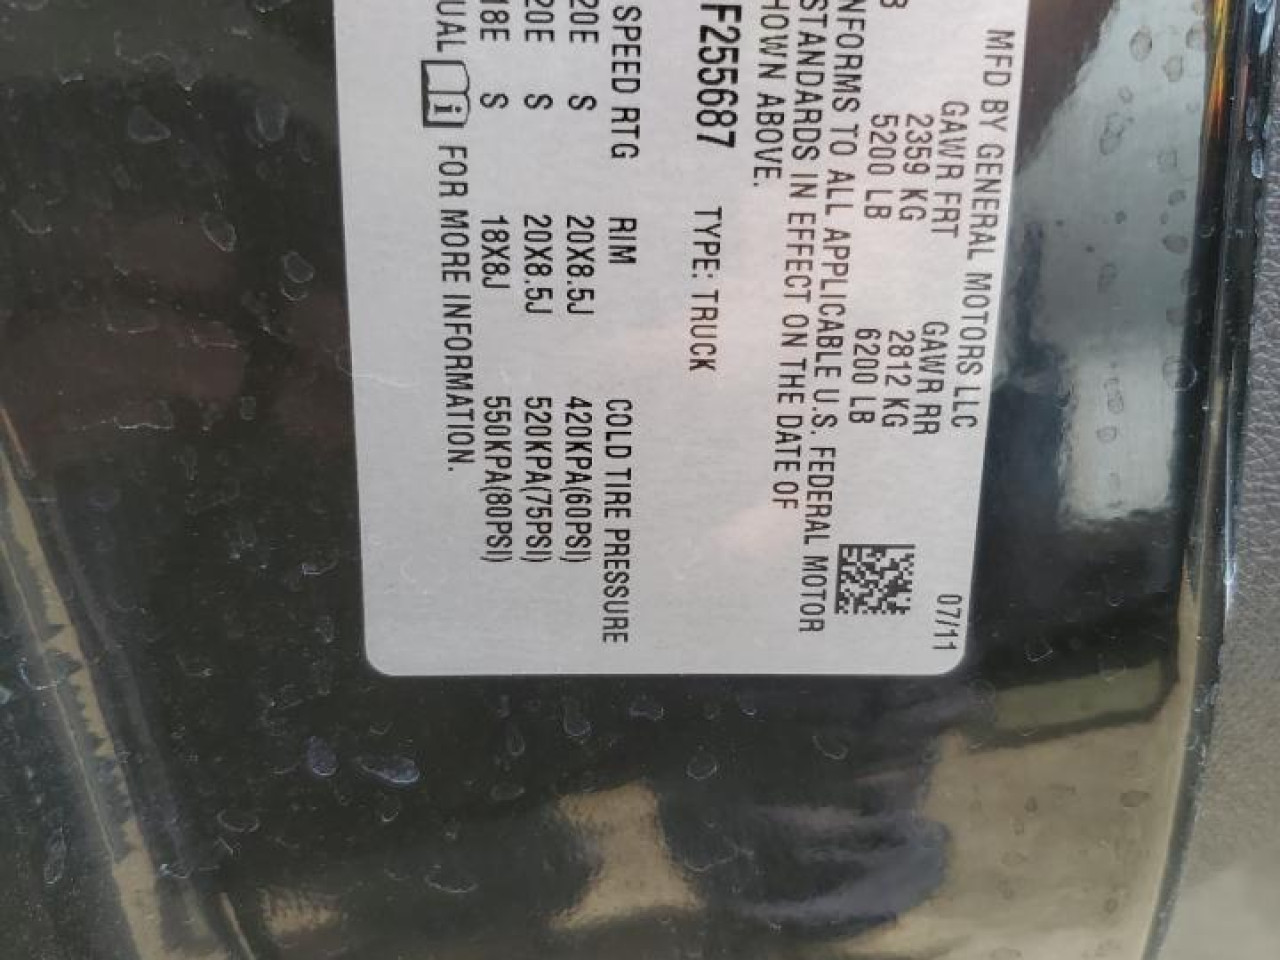 MFD BY GENERAL MOTORS LLC 07/11
GAWR FRT GAWR RR
2359 KG 2812 KG
5200 LB 6200 LB
NFORMS TO ALL APPLICABLE U.S. FEDERAL MOTOR
STANDARDS IN EFFECT ON THE DATE OF
HOWN ABOVE.
F255687 TYPE: TRUCK
SPEED RTG RIM COLD TIRE PRESSURE
20E S 20X8.5J 420KPA(60PSI)
20E S 20X8.5J 520KPA(75PSI)
18E S 18X8J 550KPA(80PSI)
UAL i FOR MORE INFORMATION.